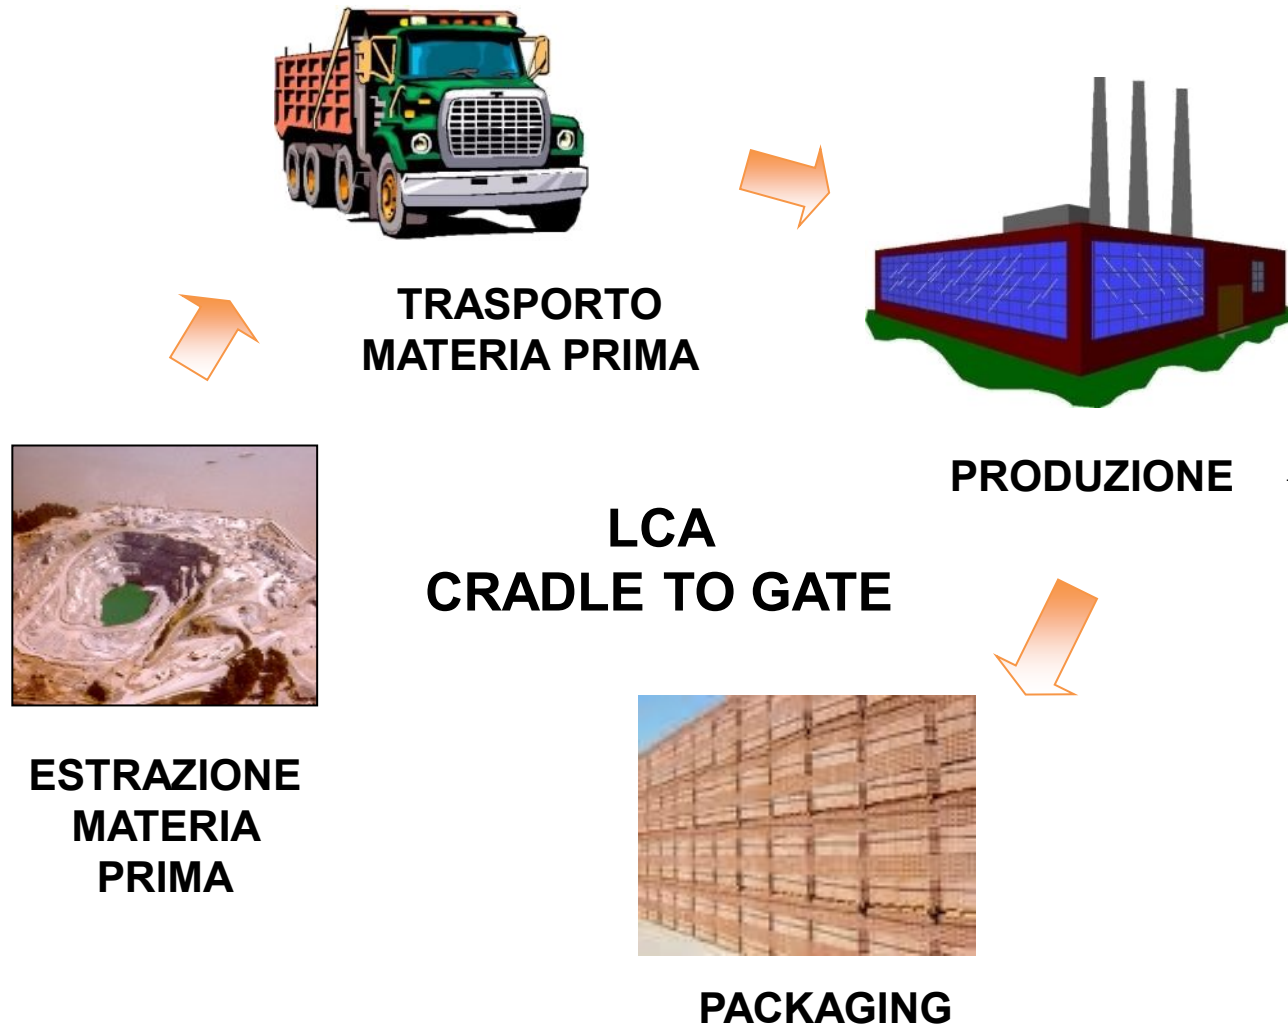 TRASPORTO
MATERIA PRIMA
PRODUZIONE
LCA
CRADLE TO GATE
ESTRAZIONE
MATERIA
PRIMA
PACKAGING